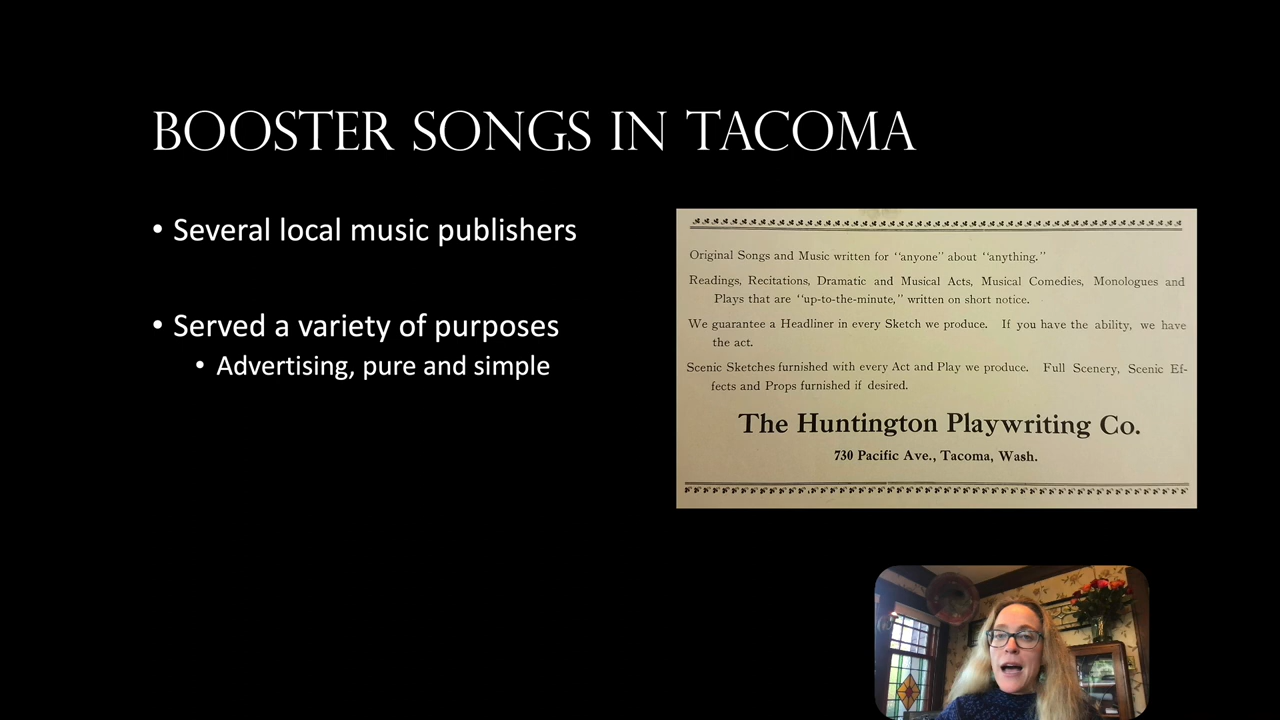 BOOSTER SONGS IN TACOMA
• Several local music publishers
• Served a variety of purposes
• Advertising, pure and simple
Original Songs and Music written for "anyone" about "anything."
Readings, Recitations, Dramatic and Musical Acts, Musical Comedies, Monologues and
Plays that are "up-to-the-minute," written on short notice.
We guarantee a Headliner in every Sketch we produce. If you have the ability, we have
the act.
Scenic Sketches furnished with every Act and Play we produce. Full Scenery, Scenic Ef-
fects and Props furnished if desired.
The Huntington Playwriting Co.
730 Pacific Ave., Tacoma, Wash.